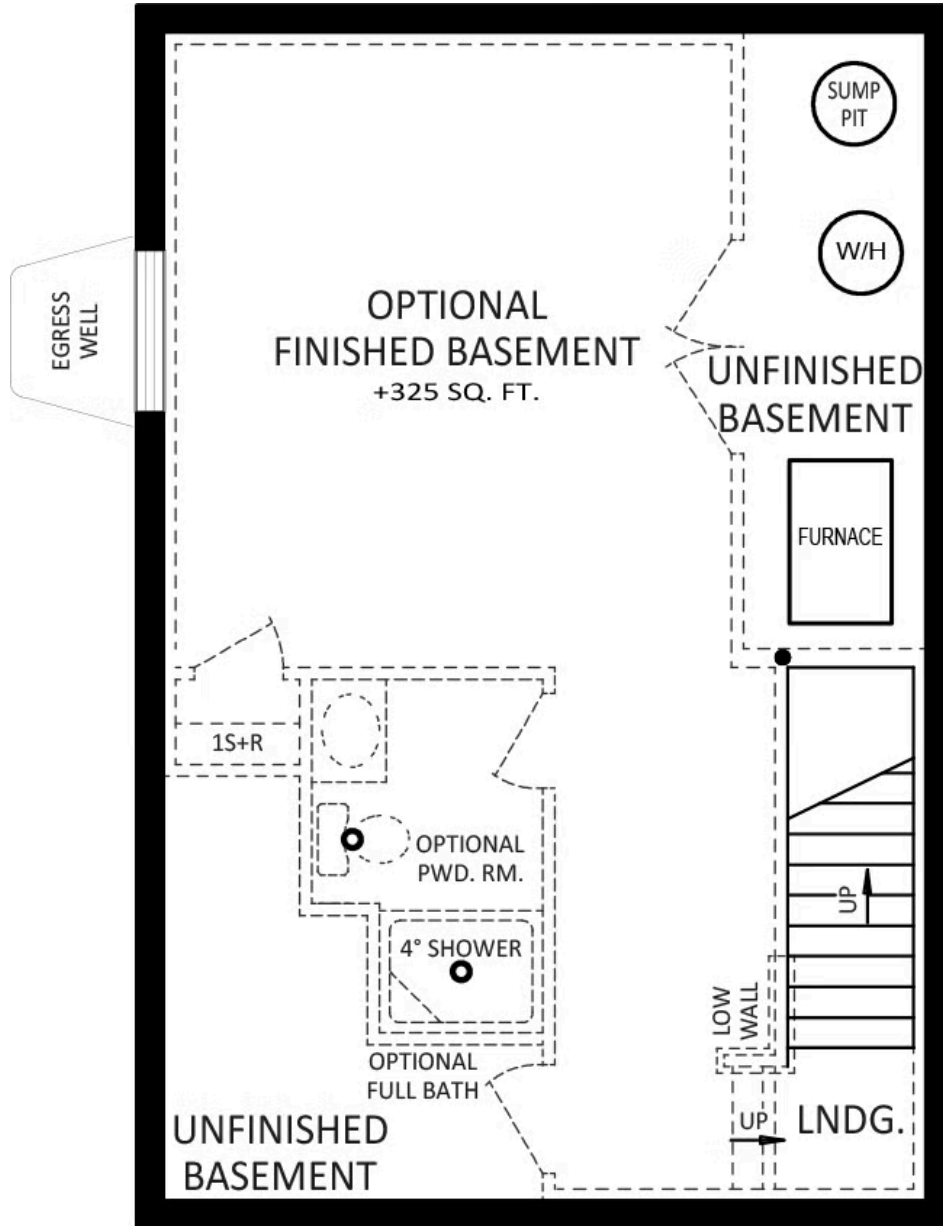 SUMP
PIT
W/H
EGRESS
WELL
OPTIONAL
FINISHED BASEMENT
+325 SQ. FT.
UNFINISHED
BASEMENT
FURNACE
1S+R
OPTIONAL
PWD. RM.
UP
4° SHOWER
LOW
WALL
OPTIONAL
FULL BATH
UP
LNDG.
UNFINISHED
BASEMENT